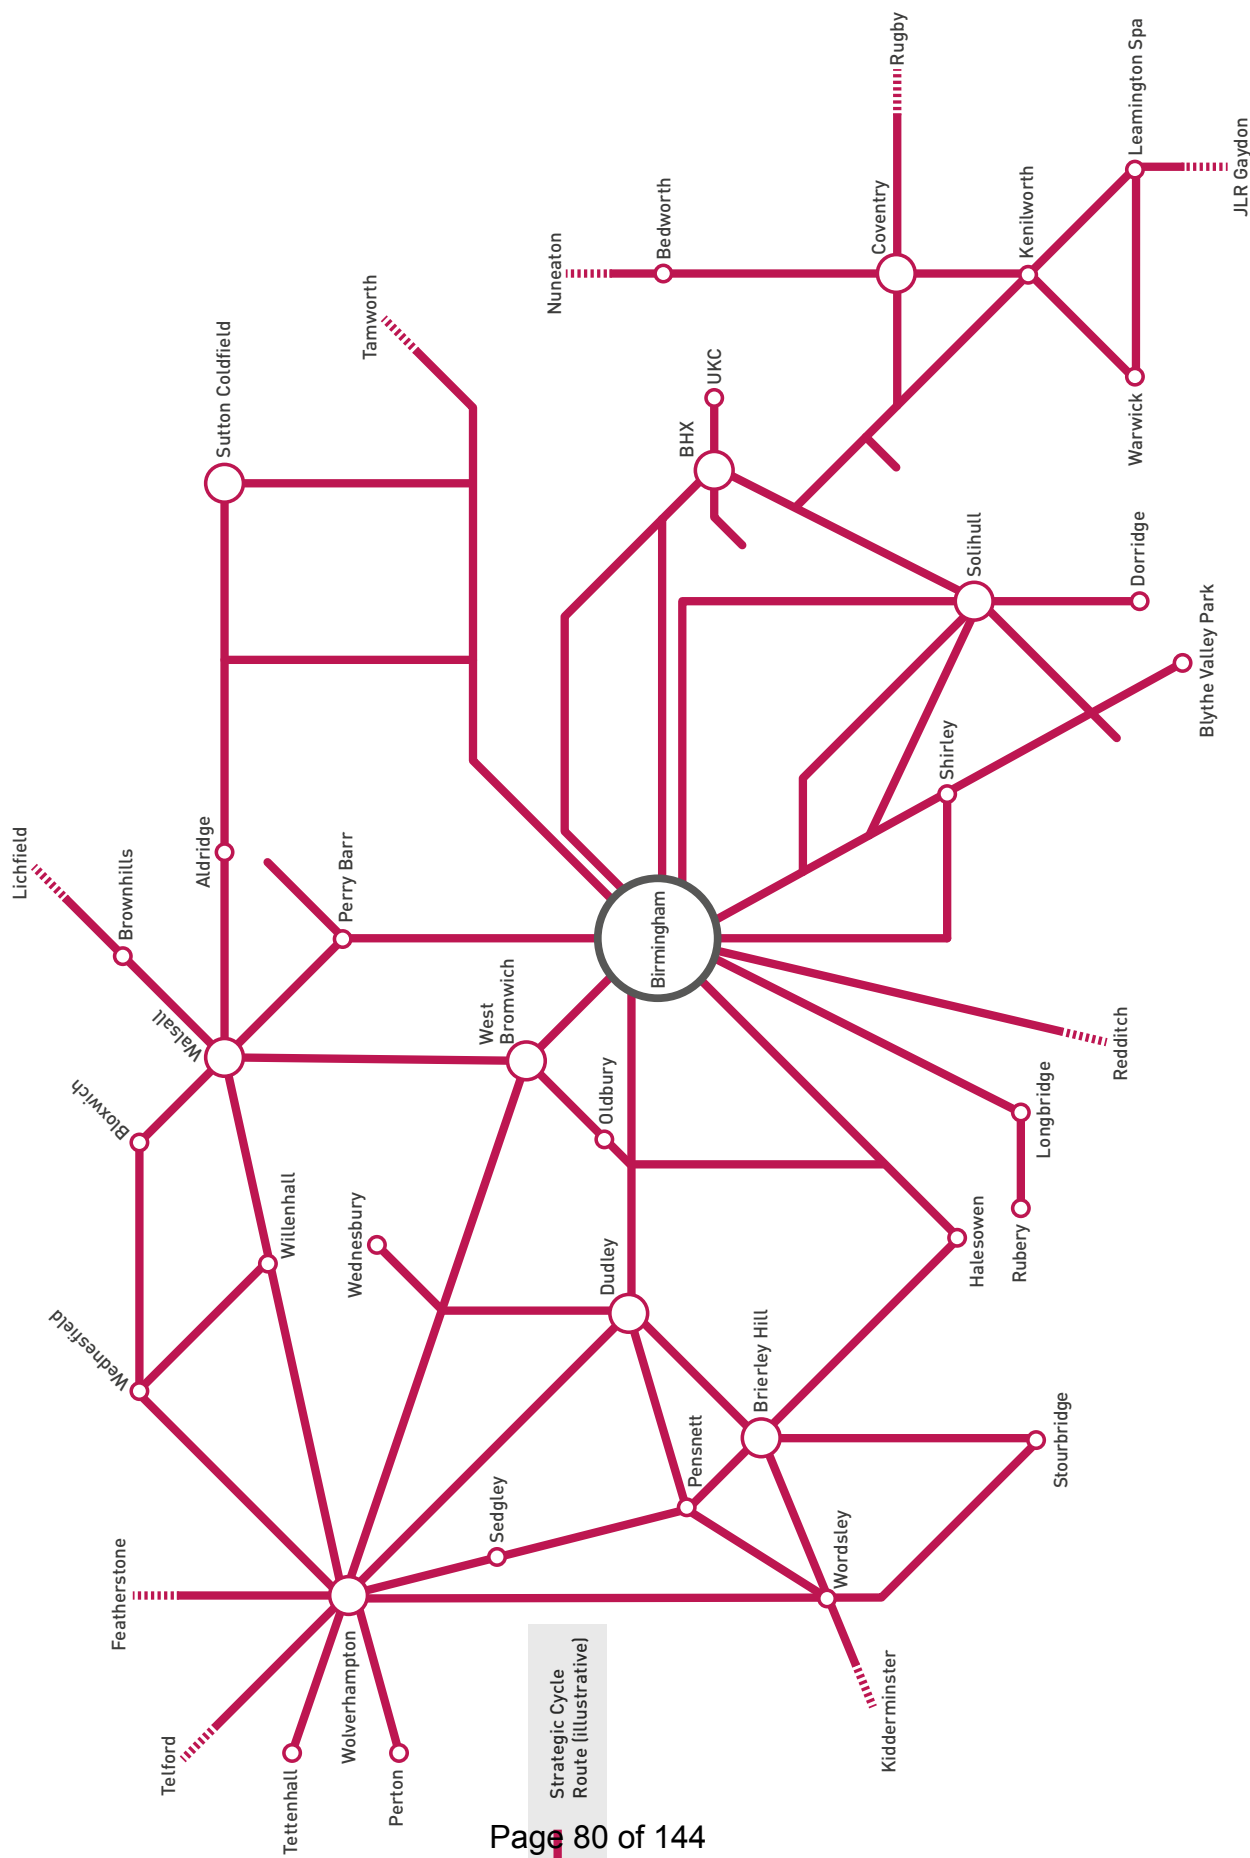 Rugby
Leamington Spa
JLR Gaydon
Kenilworth
Coventry
Bedworth
Nuneaton
Tamworth
Sutton Coldfield
UKC
BHX
Warwick
Solihull
Dorridge
Blythe Valley Park
Shirley
Lichfield
Brownhills
Aldridge
Perry Barr
Birmingham
Walsall
West
Bromwich
Bloxwich
Oldbury
Redditch
Longbridge
Rubery
Halesowen
Willenhall
Wednesbury
Dudley
Wednesfield
Brierley Hill
Pensnett
Stourbridge
Sedgley
Wordsley
Featherstone
Wolverhampton
Kidderminster
Telford
Tettenhall
Perton
Strategic Cycle
Route (illustrative)
Page 80 of 144